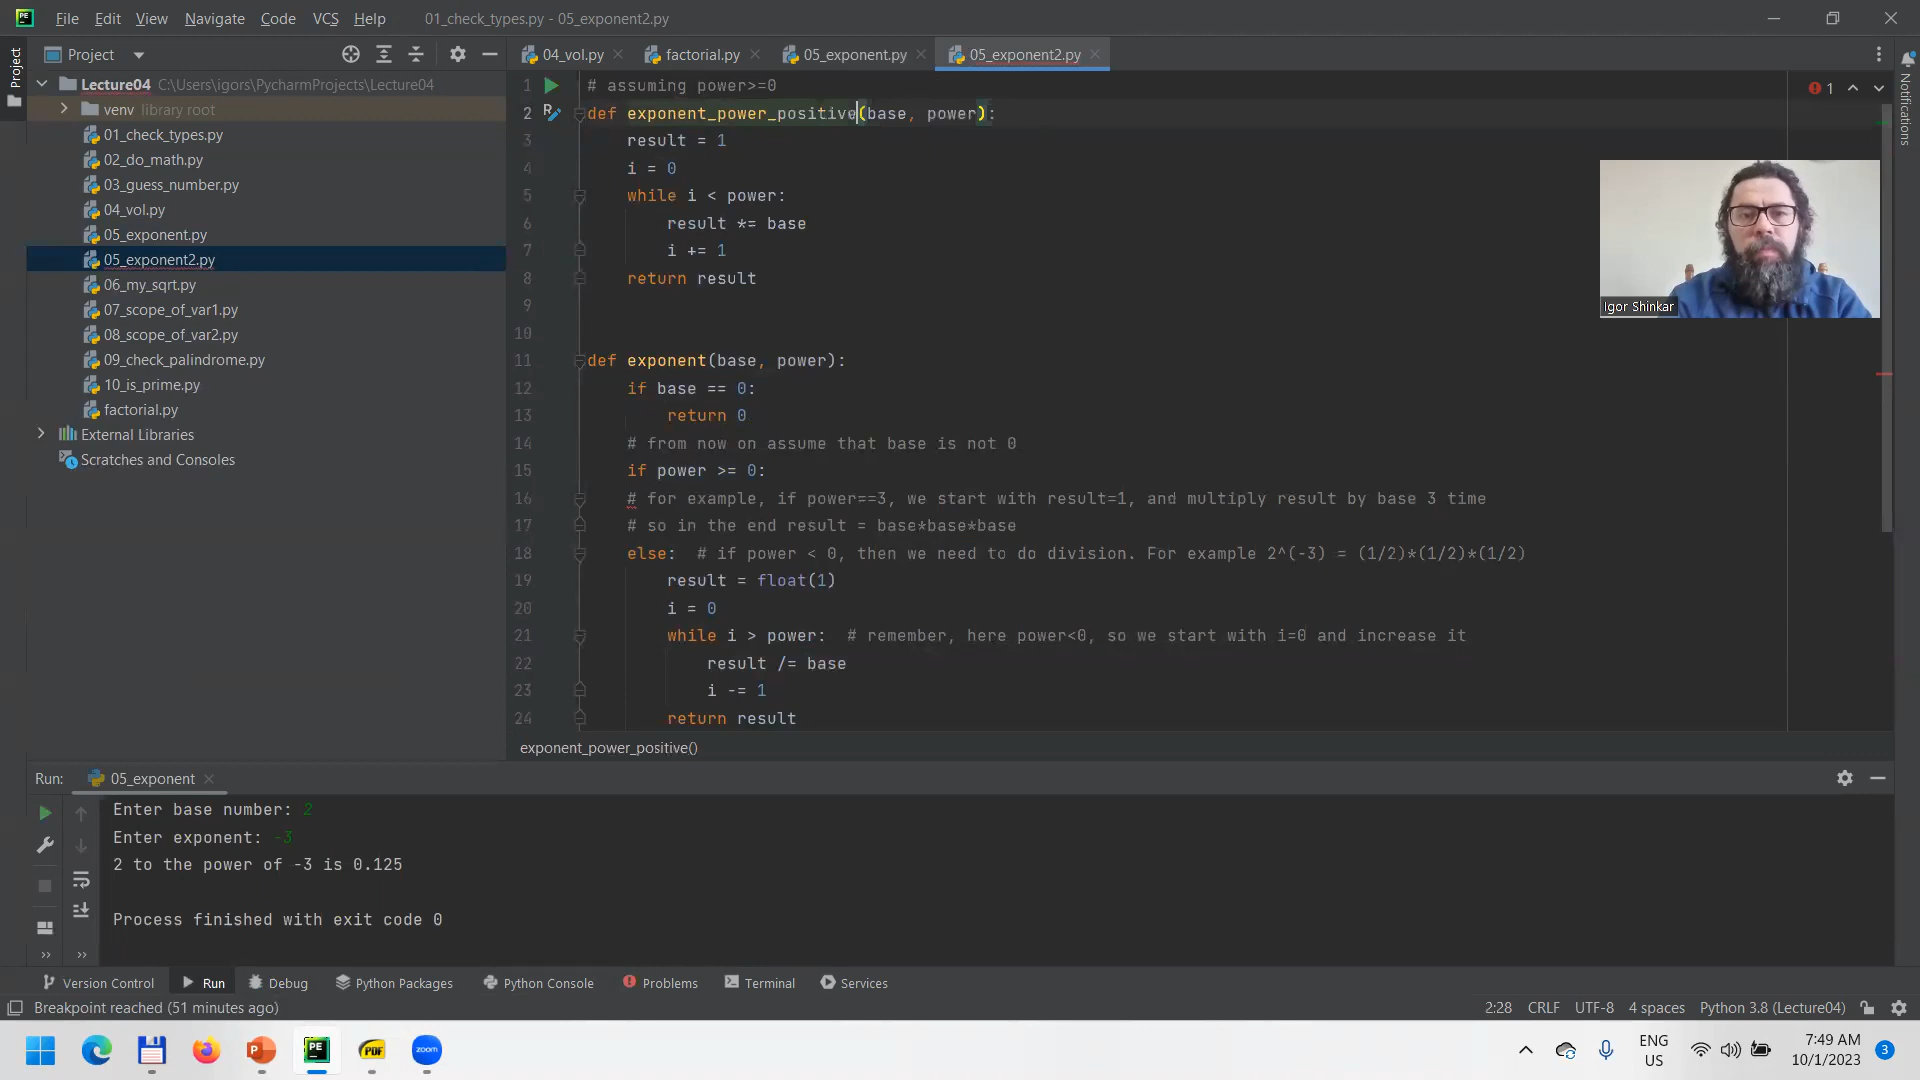 File Edit View Navigate Code VCS Help 01_check_types.py - 05_exponent2.py
Project
Project
04_vol.py factorial.py 05_exponent.py 05_exponent2.py
Notifications
Lecture04 C:\Users\igors\PycharmProjects\Lecture04
venv library root
01_check_types.py
02_do_math.py
03_guess_number.py
04_vol.py
05_exponent.py
05_exponent2.py
06_my_sqrt.py
07_scope_of_var1.py
08_scope_of_var2.py
09_check_palindrome.py
10_is_prime.py
factorial.py
External Libraries
Scratches and Consoles
1 # assuming power>=0
2 def exponent_power_positive(base, power):
3 result = 1
4 i = 0
5 while i < power:
6 result *= base
7 i += 1
8 return result
9
10
11 def exponent(base, power):
12 if base == 0:
13 return 0
14 # from now on assume that base is not 0
15 if power >= 0:
16 # for example, if power==3, we start with result=1, and multiply result by base 3 time
17 # so in the end result = base*base*base
18 else: # if power < 0, then we need to do division. For example 2^(-3) = (1/2)*(1/2)*(1/2)
19 result = float(1)
20 i = 0
21 while i > power: # remember, here power<0, so we start with i=0 and increase it
22 result /= base
23 i -= 1
24 return result
1
Igor Shinkar
exponent_power_positive()
Run: 05_exponent
Enter base number: 2
Enter exponent: -3
2 to the power of -3 is 0.125
Process finished with exit code 0
Version Control Run Debug Python Packages Python Console Problems Terminal Services
Breakpoint reached (51 minutes ago) 2:28 CRLF UTF-8 4 spaces Python 3.8 (Lecture04)
PDF
zoom
ENG
US
7:49 AM
10/1/2023
3